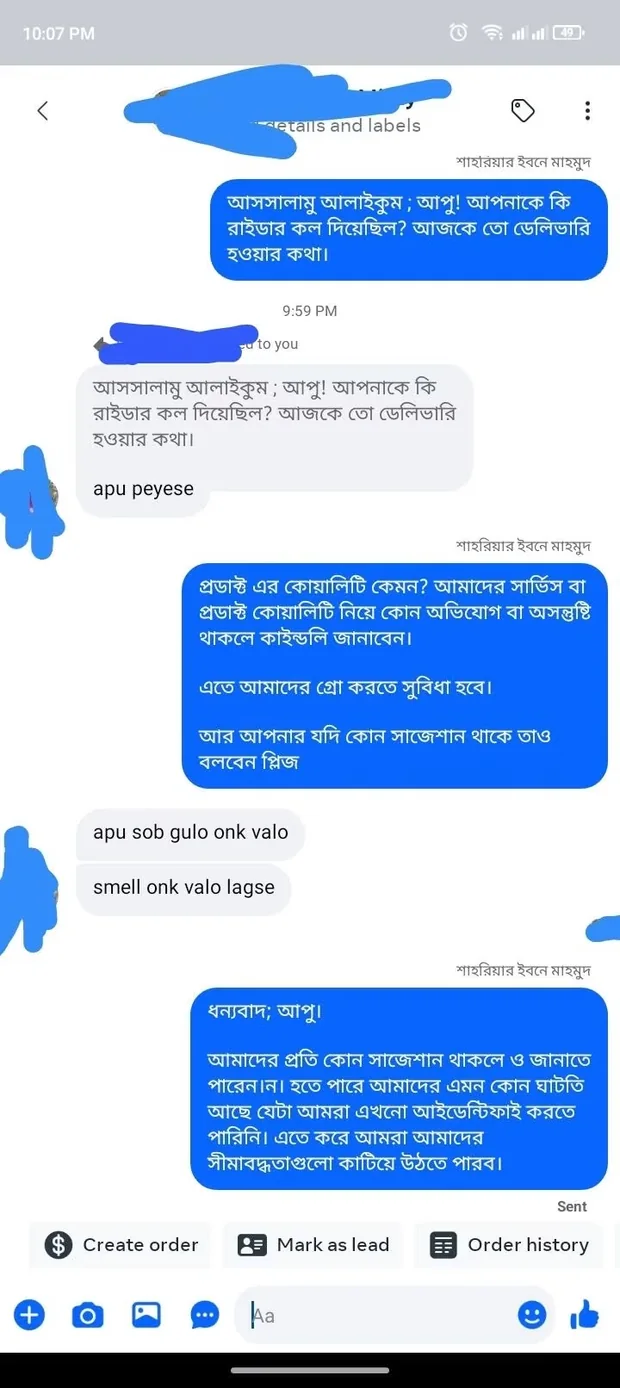 10:07 PM
49
details and labels
শাহরিয়ার ইবনে মাহমুদ
আসসালামু আলাইকুম ; আপু! আপনাকে কি
রাইডার কল দিয়েছিল? আজকে তো ডেলিভারি
হওয়ার কথা।
9:59 PM
to you
আসসালামু আলাইকুম ; আপু! আপনাকে কি
রাইডার কল দিয়েছিল? আজকে তো ডেলিভারি
হওয়ার কথা।
apu peyese
শাহরিয়ার ইবনে মাহমুদ
প্রডাক্ট এর কোয়ালিটি কেমন? আমাদের সার্ভিস বা
প্রডাক্ট কোয়ালিটি নিয়ে কোন অভিযোগ বা অসন্তুষ্টি
থাকলে কাইন্ডলি জানাবেন।
এতে আমাদের গ্রো করতে সুবিধা হবে।
আর আপনার যদি কোন সাজেশান থাকে তাও
বলবেন প্লিজ
apu sob gulo onk valo
smell onk valo lagse
শাহরিয়ার ইবনে মাহমুদ
ধন্যবাদ; আপু।
আমাদের প্রতি কোন সাজেশান থাকলে ও জানাতে
পারেন।ন। হতে পারে আমাদের এমন কোন ঘাটতি
আছে যেটা আমরা এখনো আইডেন্টিফাই করতে
পারিনি। এতে করে আমরা আমাদের
সীমাবদ্ধতাগুলো কাটিয়ে উঠতে পারব।
Sent
Create order
Mark as lead
Order history
Aa